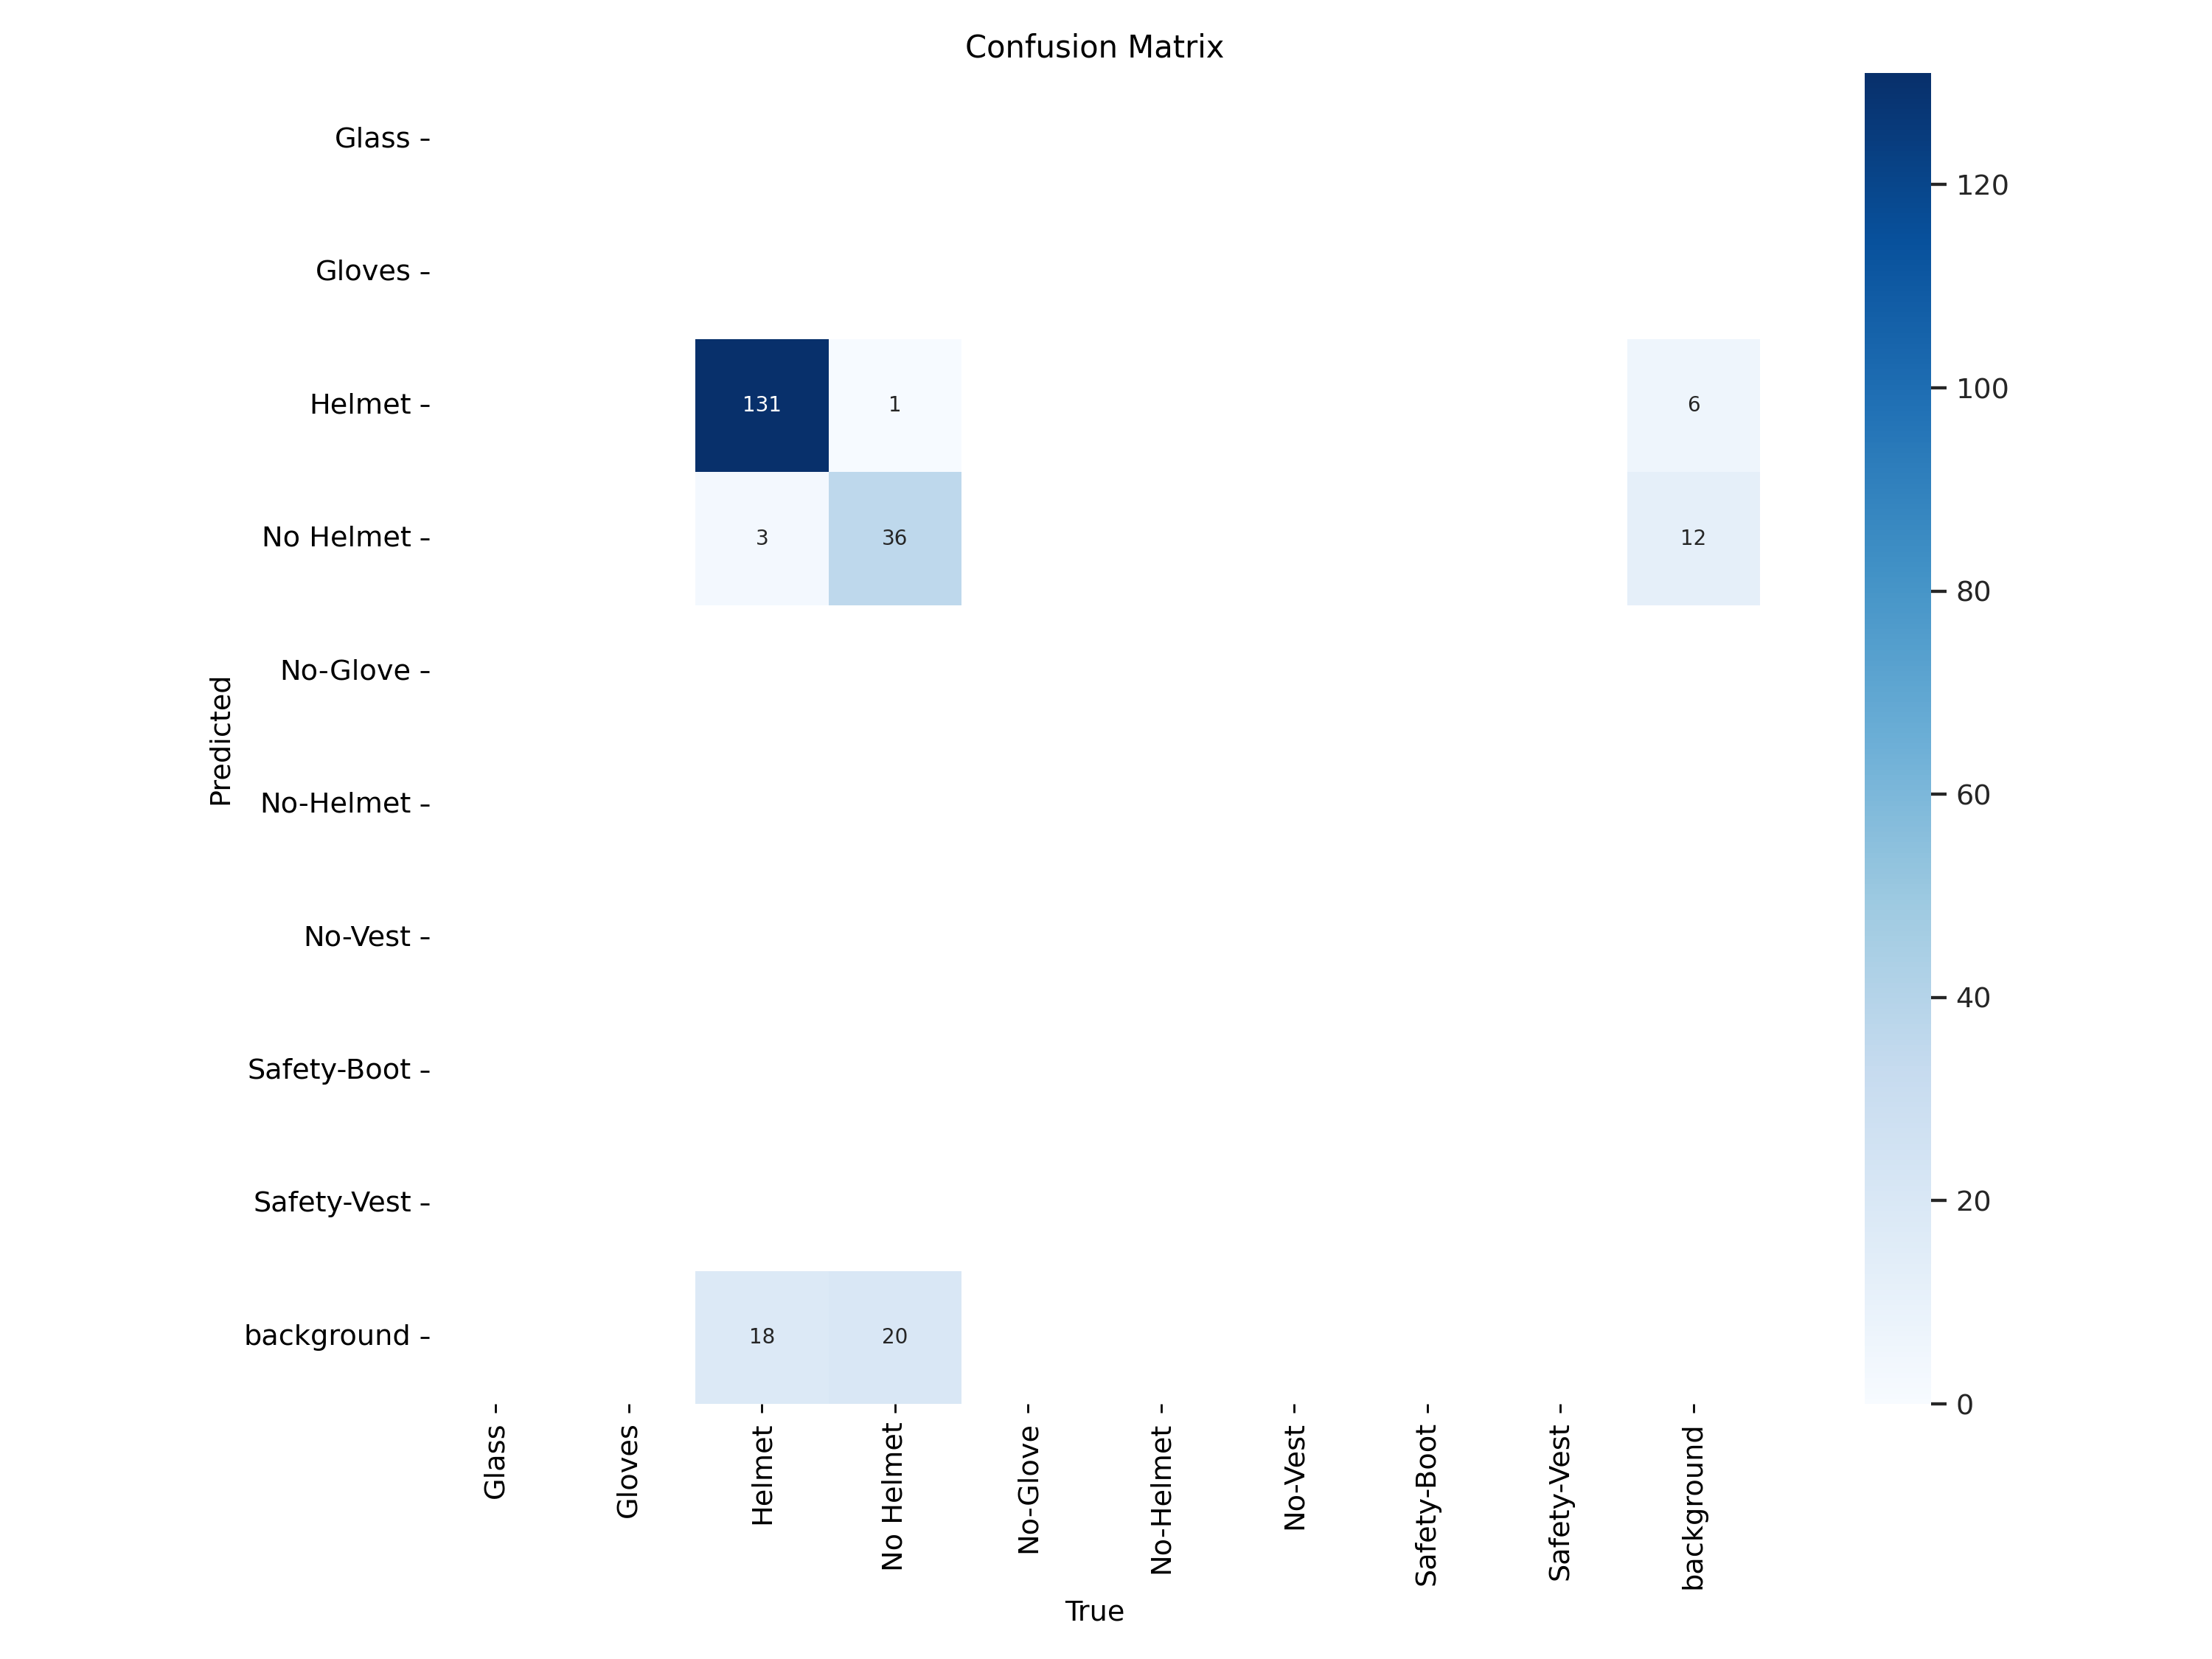 Confusion Matrix
Glass
Gloves
Helmet
No Helmet
No-Glove
No-Helmet
No-Vest
Safety-Boot
Safety-Vest
background
Predicted
131 1 6
3 36 12
18 20
Glass
Gloves
Helmet
No Helmet
No-Glove
No-Helmet
No-Vest
Safety-Boot
Safety-Vest
background
True
120
100
80
60
40
20
0